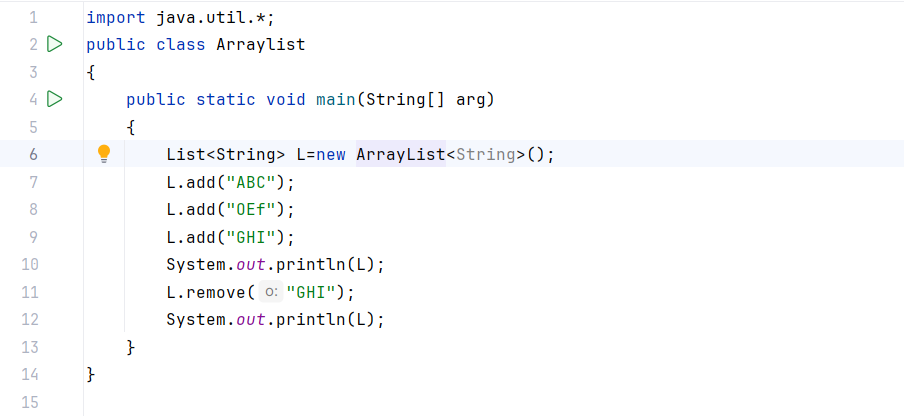 1 import java.util.*;
2 public class Arraylist
3 {
4 public static void main(String[] arg)
5 {
6 List<String> L=new ArrayList<String>();
7 L.add("ABC");
8 L.add("OEf");
9 L.add("GHI");
10 System.out.println(L);
11 L.remove( o: "GHI");
12 System.out.println(L);
13 }
14 }
15